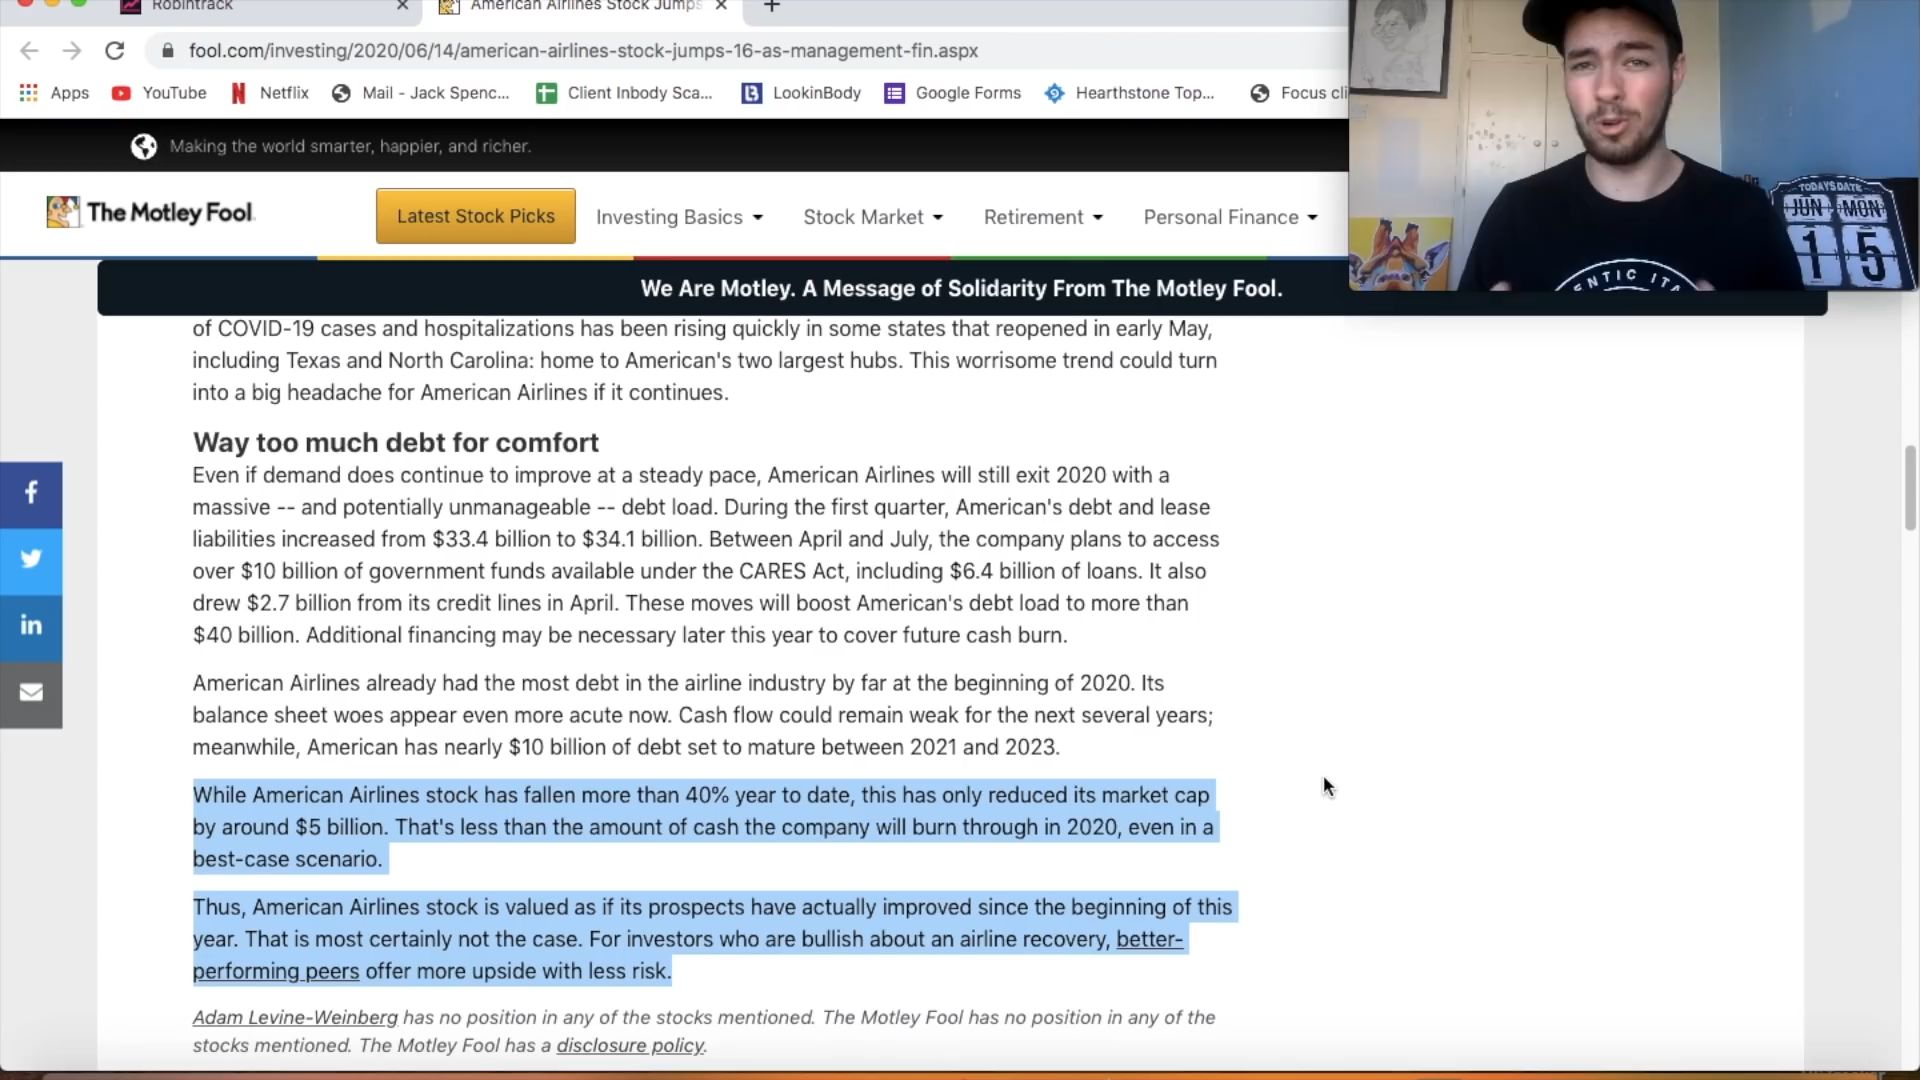 Robintrack
American Airlines Stock Jumps
fool.com/investing/2020/06/14/american-airlines-stock-jumps-16-as-management-fin.aspx
Apps YouTube Netflix Mail - Jack Spenc... Client Inbody Sca... LookinBody Google Forms Hearthstone Top... Focus cli
Making the world smarter, happier, and richer.
The Motley Fool Latest Stock Picks Investing Basics Stock Market Retirement Personal Finance
TODAYS DATE
JUN MON
15
ENTIC ITA
We Are Motley. A Message of Solidarity From The Motley Fool.
of COVID-19 cases and hospitalizations has been rising quickly in some states that reopened in early May,
including Texas and North Carolina: home to American's two largest hubs. This worrisome trend could turn
into a big headache for American Airlines if it continues.
Way too much debt for comfort
Even if demand does continue to improve at a steady pace, American Airlines will still exit 2020 with a
massive -- and potentially unmanageable -- debt load. During the first quarter, American's debt and lease
liabilities increased from $33.4 billion to $34.1 billion. Between April and July, the company plans to access
over $10 billion of government funds available under the CARES Act, including $6.4 billion of loans. It also
drew $2.7 billion from its credit lines in April. These moves will boost American's debt load to more than
$40 billion. Additional financing may be necessary later this year to cover future cash burn.
American Airlines already had the most debt in the airline industry by far at the beginning of 2020. Its
balance sheet woes appear even more acute now. Cash flow could remain weak for the next several years;
meanwhile, American has nearly $10 billion of debt set to mature between 2021 and 2023.
While American Airlines stock has fallen more than 40% year to date, this has only reduced its market cap
by around $5 billion. That's less than the amount of cash the company will burn through in 2020, even in a
best-case scenario.
Thus, American Airlines stock is valued as if its prospects have actually improved since the beginning of this
year. That is most certainly not the case. For investors who are bullish about an airline recovery, better-
performing peers offer more upside with less risk.
Adam Levine-Weinberg has no position in any of the stocks mentioned. The Motley Fool has no position in any of the
stocks mentioned. The Motley Fool has a disclosure policy.